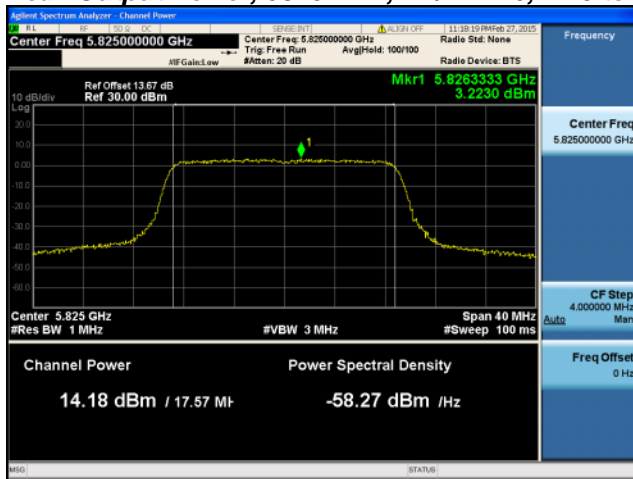 Agilent Spectrum Analyzer - Channel Power
RL RF 50 Ω DC SENSE:INT ALIGN OFF 11:18:19 PM Feb 27, 2015
Center Freq 5.825000000 GHz
Center Freq: 5.825000000 GHz
Radio Std: None
Trig: Free Run Avg|Hold: 100/100
#IFGain:Low #Atten: 20 dB Radio Device: BTS
Frequency
Mkr1 5.8263333 GHz
3.2230 dBm
Ref Offset 13.67 dB
10 dB/div Ref 30.00 dBm
Log
20.0
10.0
0.00
-10.0
-20.0
-30.0
-40.0
-50.0
-60.0
1
Center Freq
5.825000000 GHz
Center 5.825 GHz Span 40 MHz
#Res BW 1 MHz #VBW 3 MHz #Sweep 100 ms
CF Step
4.000000 MHz
Auto Man
Freq Offset
0 Hz
Channel Power Power Spectral Density
14.18 dBm / 17.57 MH -58.27 dBm /Hz
MSG STATUS